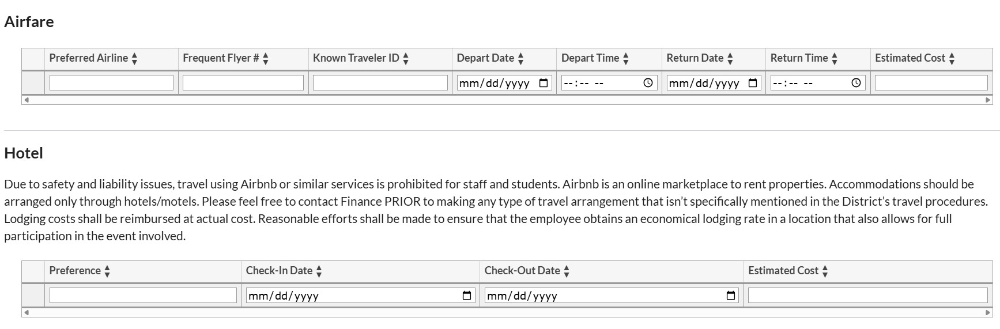 Airfare
Preferred Airline Frequent Flyer # Known Traveler ID Depart Date Depart Time Return Date Return Time Estimated Cost
mm/dd/yyyy --:-- -- mm/dd/yyyy --:-- --
Hotel
Due to safety and liability issues, travel using Airbnb or similar services is prohibited for staff and students. Airbnb is an online marketplace to rent properties. Accommodations should be
arranged only through hotels/motels. Please feel free to contact Finance PRIOR to making any type of travel arrangement that isn’t specifically mentioned in the District’s travel procedures.
Lodging costs shall be reimbursed at actual cost. Reasonable efforts shall be made to ensure that the employee obtains an economical lodging rate in a location that also allows for full
participation in the event involved.
Preference Check-In Date Check-Out Date Estimated Cost
mm/dd/yyyy mm/dd/yyyy